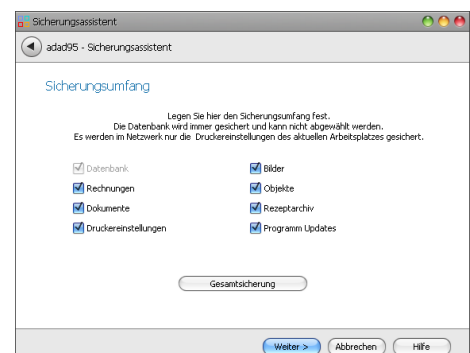 Sicherungsassistent
adad95 - Sicherungsassistent
Sicherungsumfang
Legen Sie hier den Sicherungsumfang fest.
Die Datenbank wird immer gesichert und kann nicht abgewählt werden.
Es werden im Netzwerk nur die Druckereinstellungen des aktuellen Arbeitsplatzes gesichert.
Datenbank
Bilder
Rechnungen
Objekte
Dokumente
Rezeptarchiv
Druckereinstellungen
Programm Updates
Gesamtsicherung
Weiter > Abbrechen Hilfe